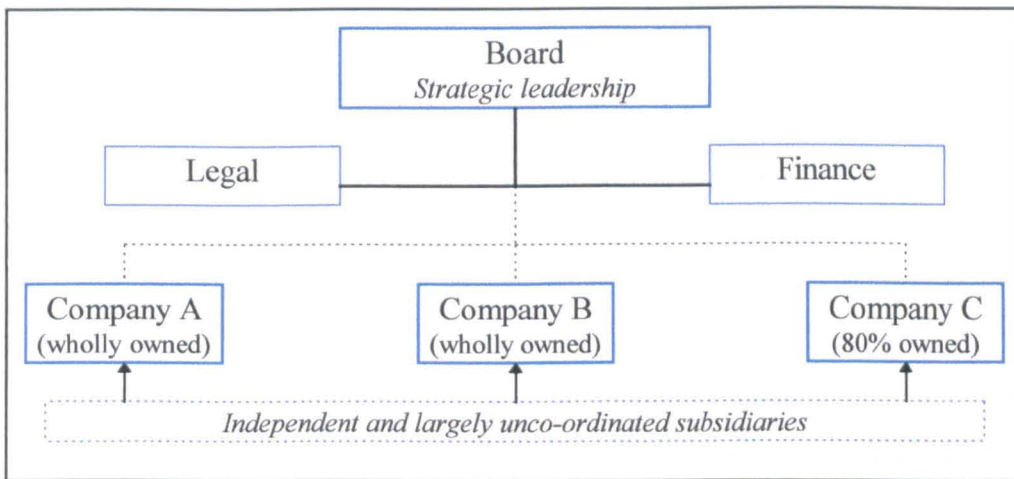 Board
Strategic leadership
Legal
Finance
Company A
(wholly owned)
Company B
(wholly owned)
Company C
(80% owned)
Independent and largely unco-ordinated subsidiaries